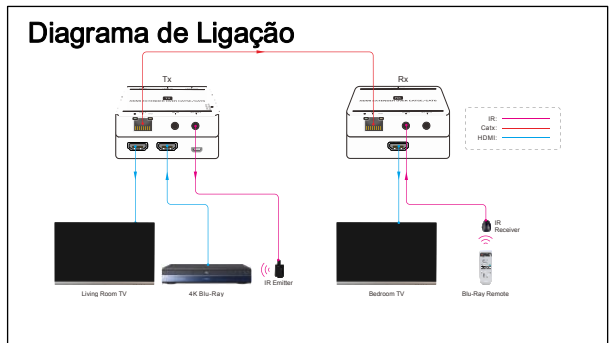 Diagrama de Ligação
Tx
Rx
IR:
Catx:
HDMI:
IR
Receiver
IR Emitter
Living Room TV
4K Blu-Ray
Bedroom TV
Blu-Ray Remote